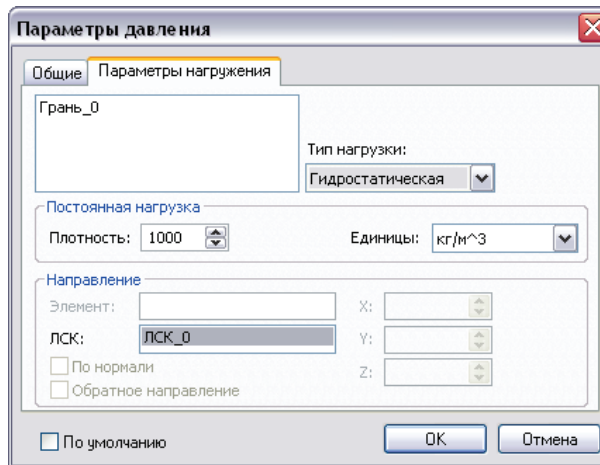 Параметры давления
Общие Параметры нагружения
Грань_0
Тип нагрузки:
Гидростатическая
Постоянная нагрузка
Плотность: 1000 Единицы: кг/м^3
Направление
Элемент: X:
ЛСК: ЛСК_0 Y:
По нормали Z:
Обратное направление
По умолчанию OK Отмена